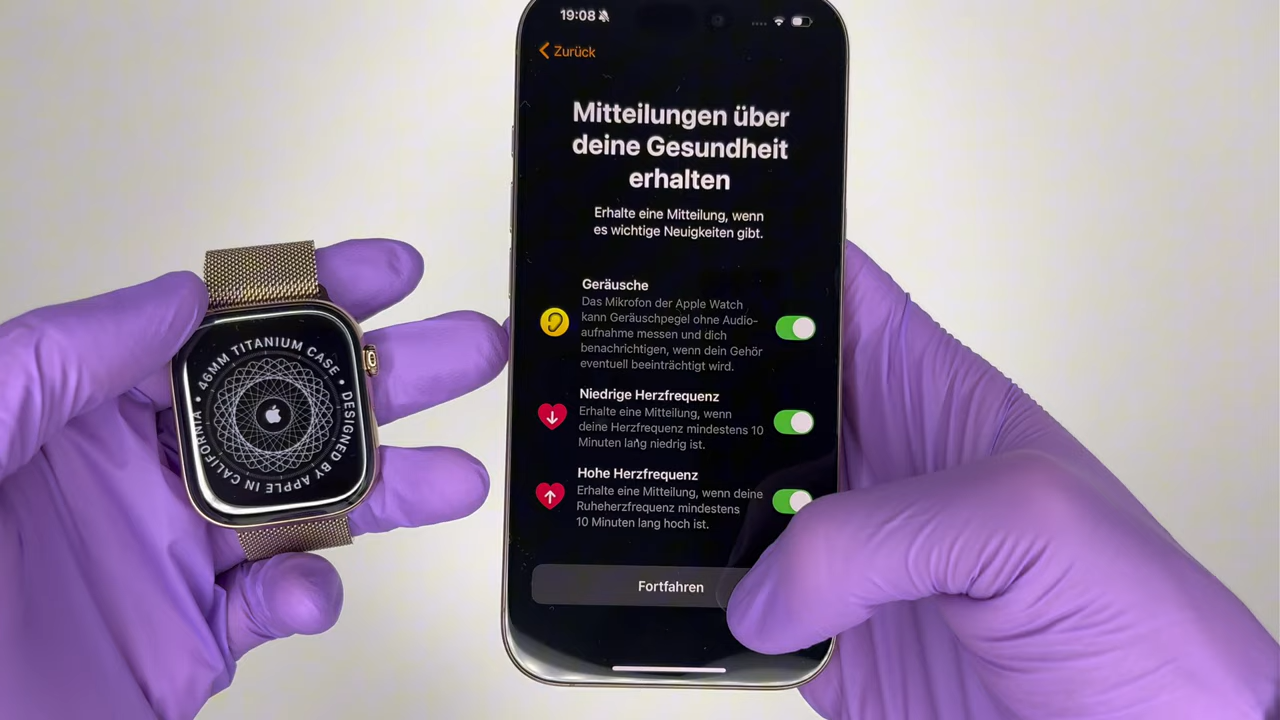 46MM TITANIUM CASE • DESIGNED BY APPLE IN CALIFORNIA •
19:08
Zurück
Mitteilungen über
deine Gesundheit
erhalten
Erhalte eine Mitteilung, wenn
es wichtige Neuigkeiten gibt.
Geräusche
Das Mikrofon der Apple Watch
kann Geräuschpegel ohne Audio-
aufnahme messen und dich
benachrichtigen, wenn dein Gehör
eventuell beeinträchtigt wird.
Niedrige Herzfrequenz
Erhalte eine Mitteilung, wenn
deine Herzfrequenz mindestens 10
Minuten lang niedrig ist.
Hohe Herzfrequenz
Erhalte eine Mitteilung, wenn deine
Ruheherzfrequenz mindestens
10 Minuten lang hoch ist.
Fortfahren